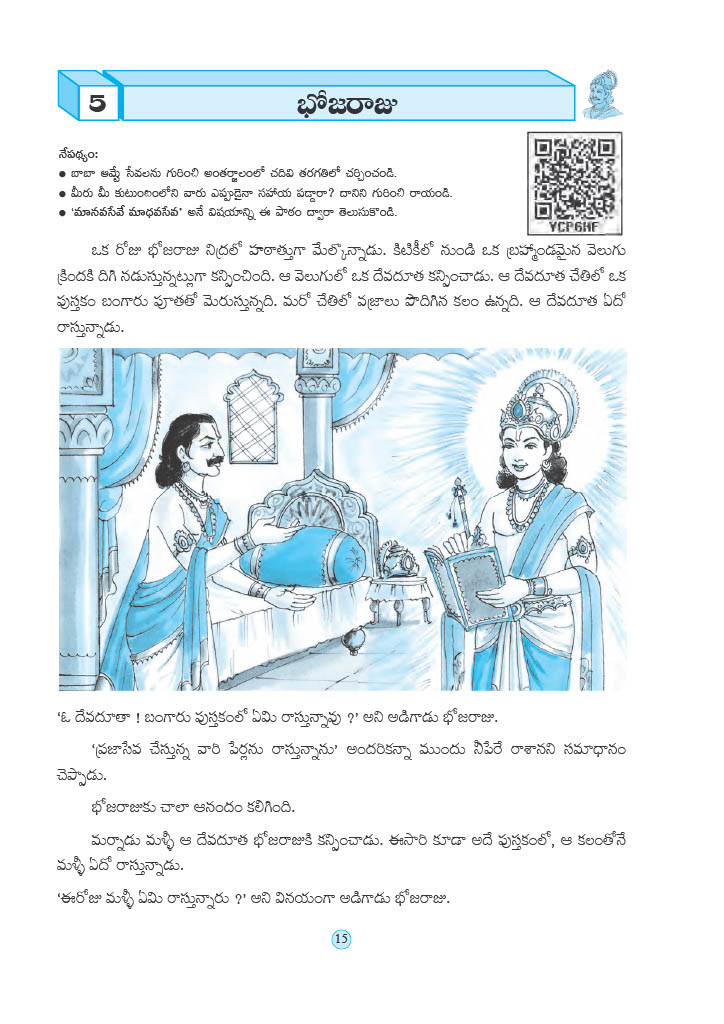 5
భోజరాజు
నేపథ్యం:
● బాబా ఆమ్టే సేవలను గురించి అంతర్జాలంలో చదివి తరగతిలో చర్చించండి.
● మీరు మీ కుటుంబంలోని వారు ఎప్పుడైనా సహాయ పడ్డారా? దానిని గురించి రాయండి.
● 'మానవసేవే మాధవసేవ' అనే విషయాన్ని ఈ పాఠం ద్వారా తెలుసుకొండి.
YCP6HF
ఒక రోజు భోజరాజు నిద్రలో హఠాత్తుగా మేల్కొన్నాడు. కిటికీలో నుండి ఒక బ్రహ్మాండమైన వెలుగు
క్రిందకి దిగి నడుస్తున్నట్లుగా కన్పించింది. ఆ వెలుగులో ఒక దేవదూత కన్పించాడు. ఆ దేవదూత చేతిలో ఒక
పుస్తకం బంగారు పూతతో మెరుస్తున్నది. మరో చేతిలో వజ్రాలు పొదిగిన కలం ఉన్నది. ఆ దేవదూత ఏదో
రాస్తున్నాడు.
'ఓ దేవదూతా ! బంగారు పుస్తకంలో ఏమి రాస్తున్నావు ?' అని అడిగాడు భోజరాజు.
'ప్రజాసేవ చేస్తున్న వారి పేర్లను రాస్తున్నాను' అందరికన్నా ముందు నీపేరే రాశానని సమాధానం
చెప్పాడు.
భోజరాజుకు చాలా ఆనందం కలిగింది.
మర్నాడు మళ్ళీ ఆ దేవదూత భోజరాజుకి కన్పించాడు. ఈసారి కూడా అదే పుస్తకంలో, ఆ కలంతోనే
మళ్ళీ ఏదో రాస్తున్నాడు.
'ఈరోజు మళ్ళీ ఏమి రాస్తున్నారు ?' అని వినయంగా అడిగాడు భోజరాజు.
15